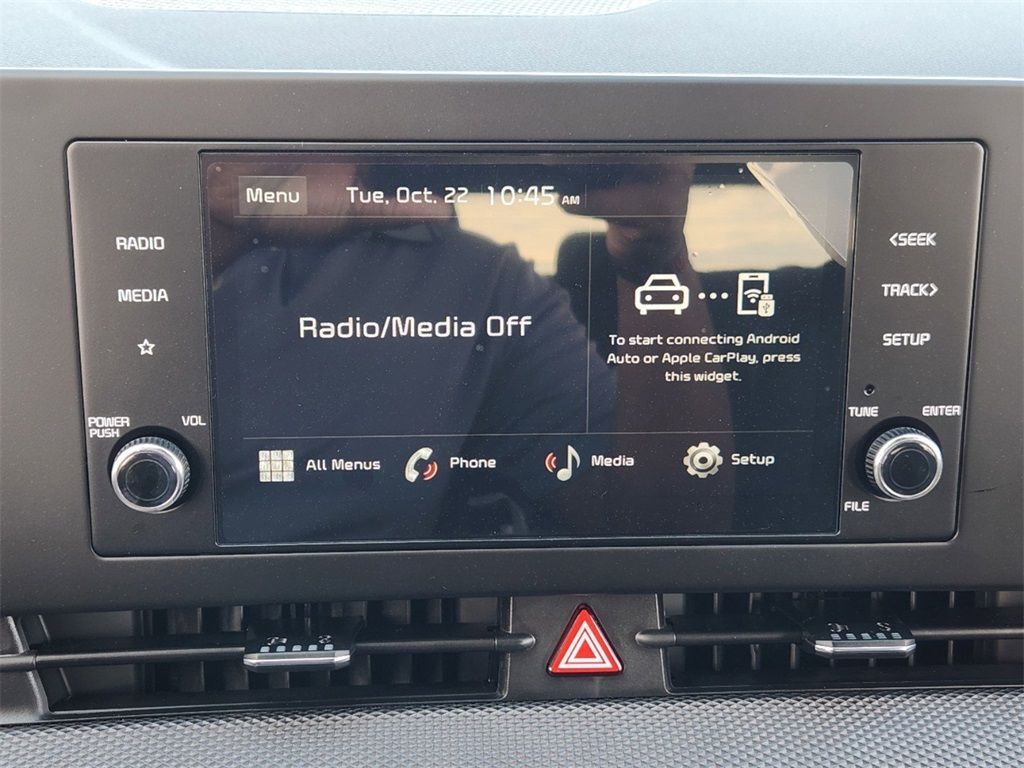 Menu
Tue, Oct. 22 10:45 AM
RADIO
MEDIA
POWER
PUSH
VOL
Radio/Media Off
To start connecting Android
Auto or Apple CarPlay, press
this widget.
All Menus
Phone
Media
Setup
<SEEK
TRACK>
SETUP
TUNE
ENTER
FILE